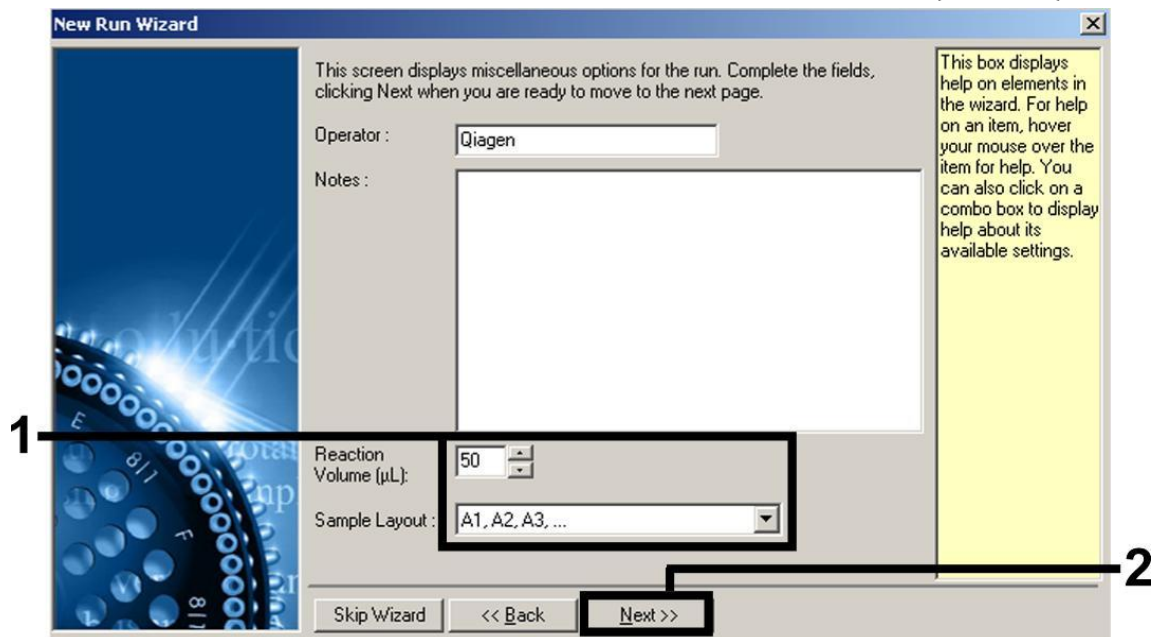 New Run Wizard
This screen displays miscellaneous options for the run. Complete the fields,
clicking Next when you are ready to move to the next page.
Operator :
Qiagen
Notes :
Reaction
Volume (µL):
50
Sample Layout :
A1, A2, A3, ...
Skip Wizard
<< Back
Next >>
This box displays
help on elements in
the wizard. For help
on an item, hover
your mouse over the
item for help. You
can also click on a
combo box to display
help about its
available settings.
1
2
E
8|1
F
8|1